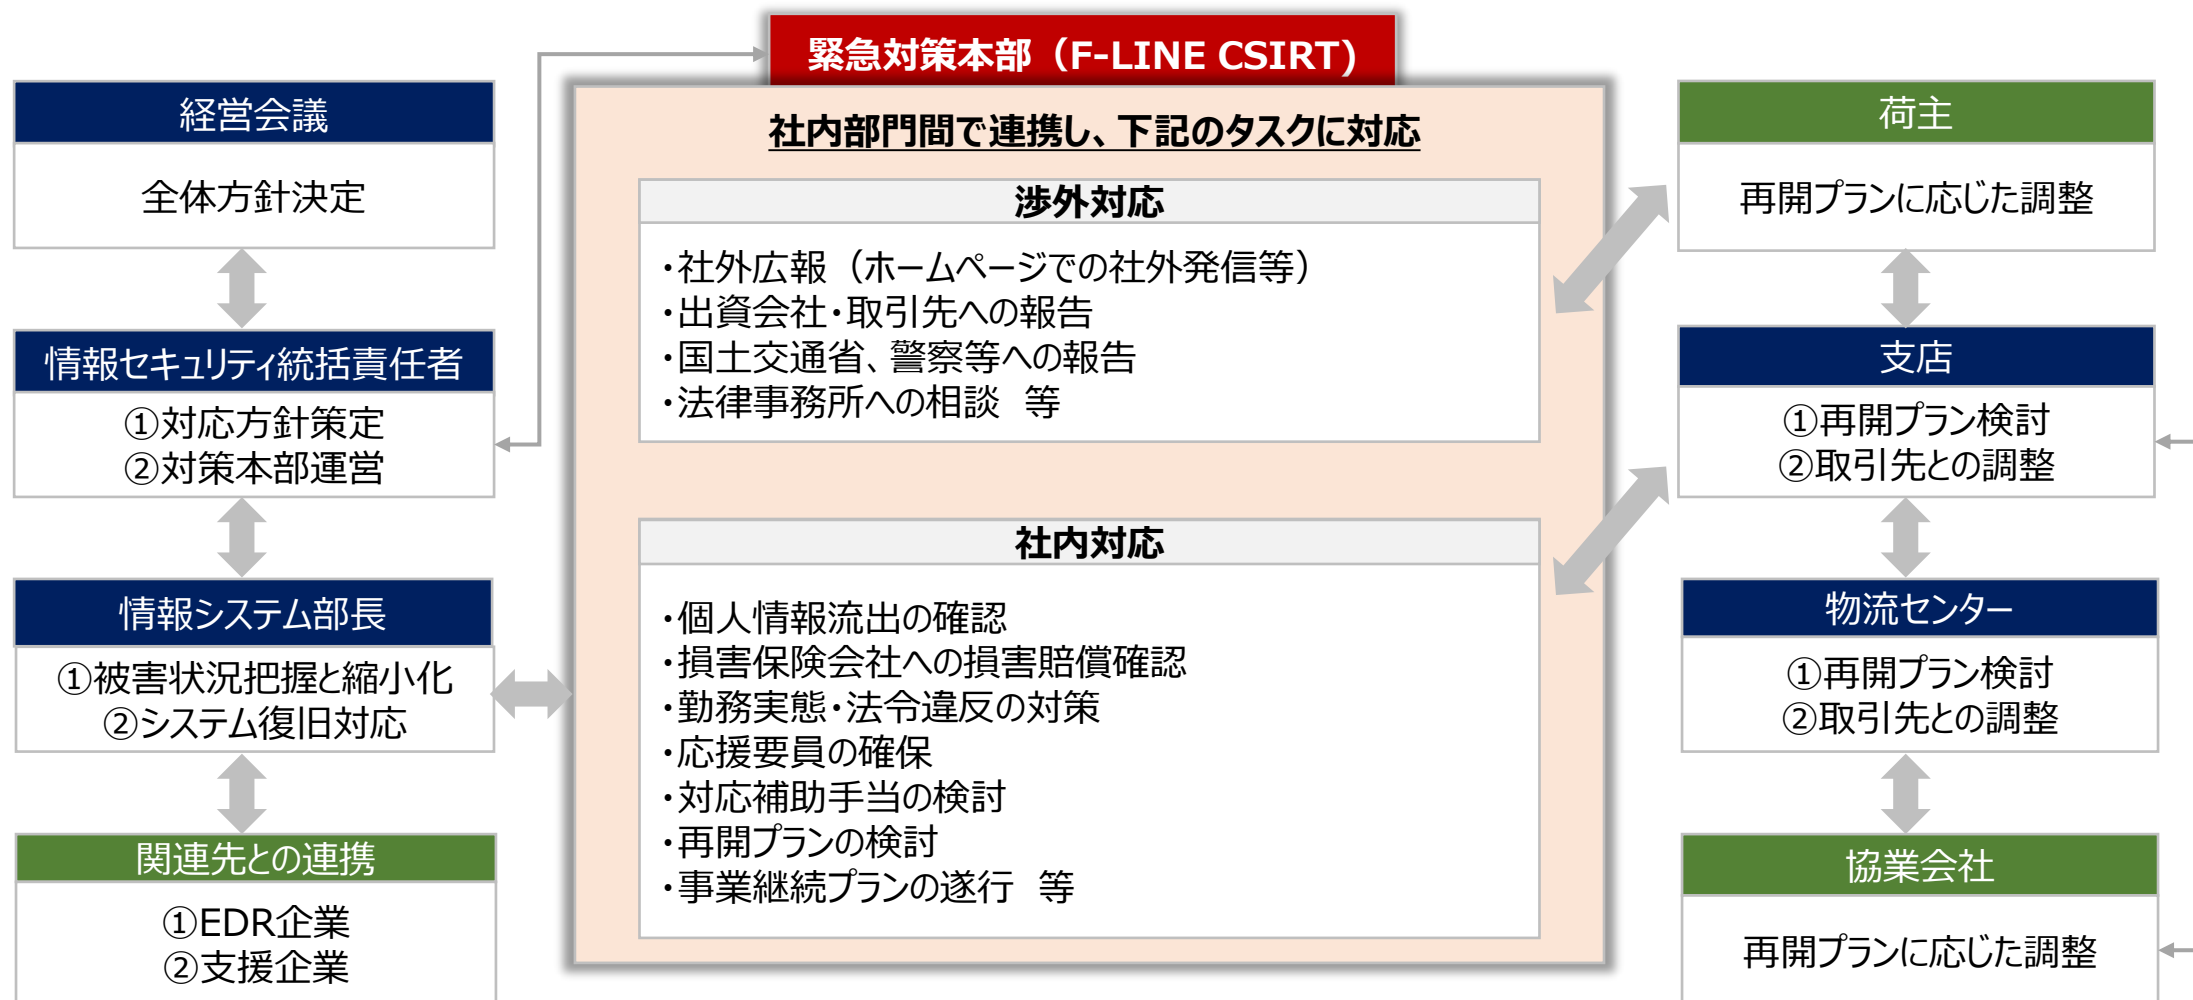 緊急対策本部（F-LINE CSIRT)
社内部門間で連携し、下記のタスクに対応
経営会議
全体方針決定
情報セキュリティ統括責任者
①対応方針策定
②対策本部運営
情報システム部長
①被害状況把握と縮小化
②システム復旧対応
関連先との連携
①EDR企業
②支援企業
渉外対応
・社外広報（ホームページでの社外発信等）
・出資会社・取引先への報告
・国土交通省、警察等への報告
・法律事務所への相談　等
社内対応
・個人情報流出の確認
・損害保険会社への損害賠償確認
・勤務実態・法令違反の対策
・応援要員の確保
・対応補助手当の検討
・再開プランの検討
・事業継続プランの遂行　等
荷主
再開プランに応じた調整
支店
①再開プラン検討
②取引先との調整
物流センター
①再開プラン検討
②取引先との調整
協業会社
再開プランに応じた調整